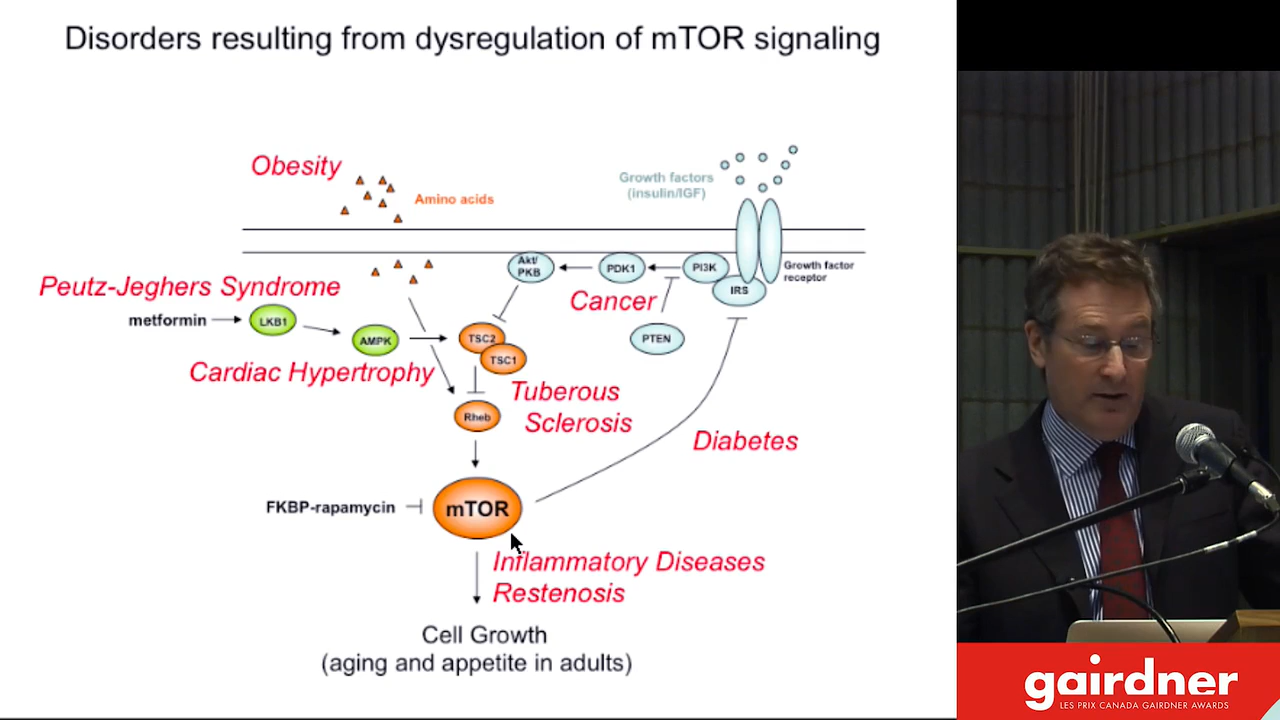 Disorders resulting from dysregulation of mTOR signaling
Obesity
Amino acids
Growth factors
(insulin/IGF)
Growth factor
receptor
Akt/
PKB
PDK1
PI3K
IRS
Peutz-Jeghers Syndrome
Cancer
metformin
LKB1
AMPK
TSC2
TSC1
PTEN
Cardiac Hypertrophy
Tuberous
Sclerosis
Rheb
Diabetes
FKBP-rapamycin
mTOR
Inflammatory Diseases
Restenosis
Cell Growth
(aging and appetite in adults)
gairdner
LES PRIX CANADA GAIRDNER AWARDS